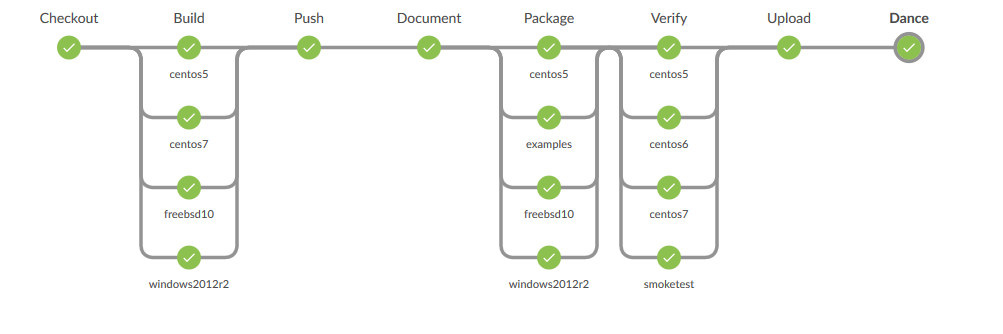 Checkout Build Push Document Package Verify Upload Dance
centos5 centos5 centos5
centos7 examples centos6
freebsd10 freebsd10 centos7
windows2012r2 windows2012r2 smoketest